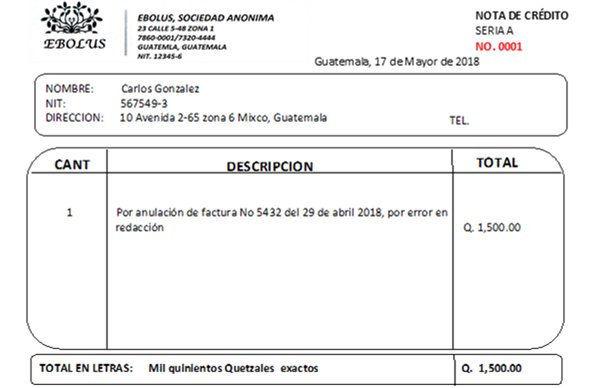 EBOLUS
EBOLUS, SOCIEDAD ANONIMA
23 CALLE 5-48 ZONA 1
7860-0001/7320-4444
GUATEMLA, GUATEMALA
NIT. 12345-6
NOTA DE CRÉDITO
SERIA A
NO. 0001
Guatemala, 17 de Mayor de 2018
NOMBRE: Carlos Gonzalez
NIT: 567549-3
DIRECCION: 10 Avenida 2-65 zona 6 Mixco, Guatemala TEL.
CANT DESCRIPCION TOTAL
1 Por anulación de factura No 5432 del 29 de abril 2018, por error en
redacción Q. 1,500.00
TOTAL EN LETRAS: Mil quinientos Quetzales exactos Q. 1,500.00